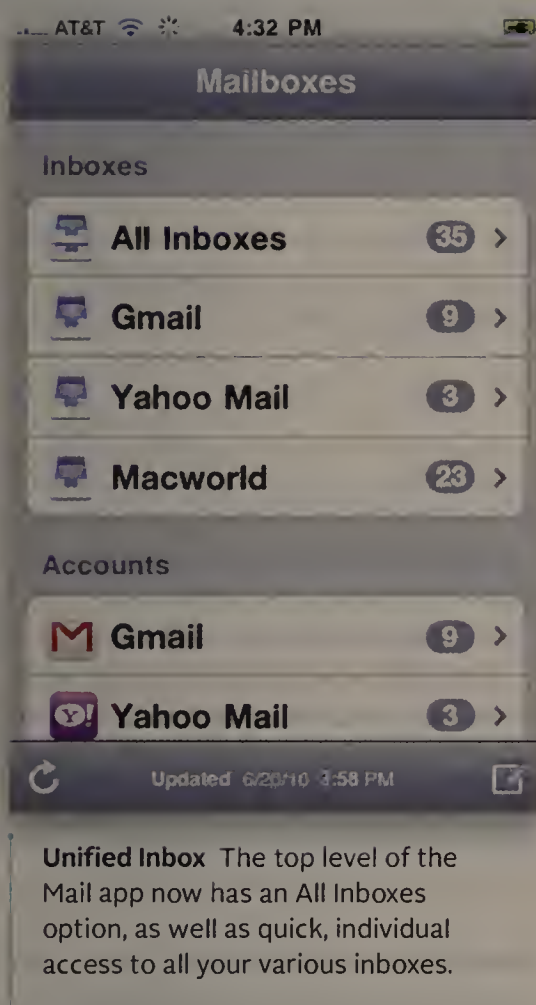 AT&T 4:32 PM
Mailboxes
Inboxes
All Inboxes 35
Gmail 9
Yahoo Mail 3
Macworld 23
Accounts
Gmail 9
Y! Yahoo Mail 3
Updated PM
Unified Inbox The top level of the
Mail app now has an All Inboxes
option, as well as quick, individual
access to all your various inboxes.